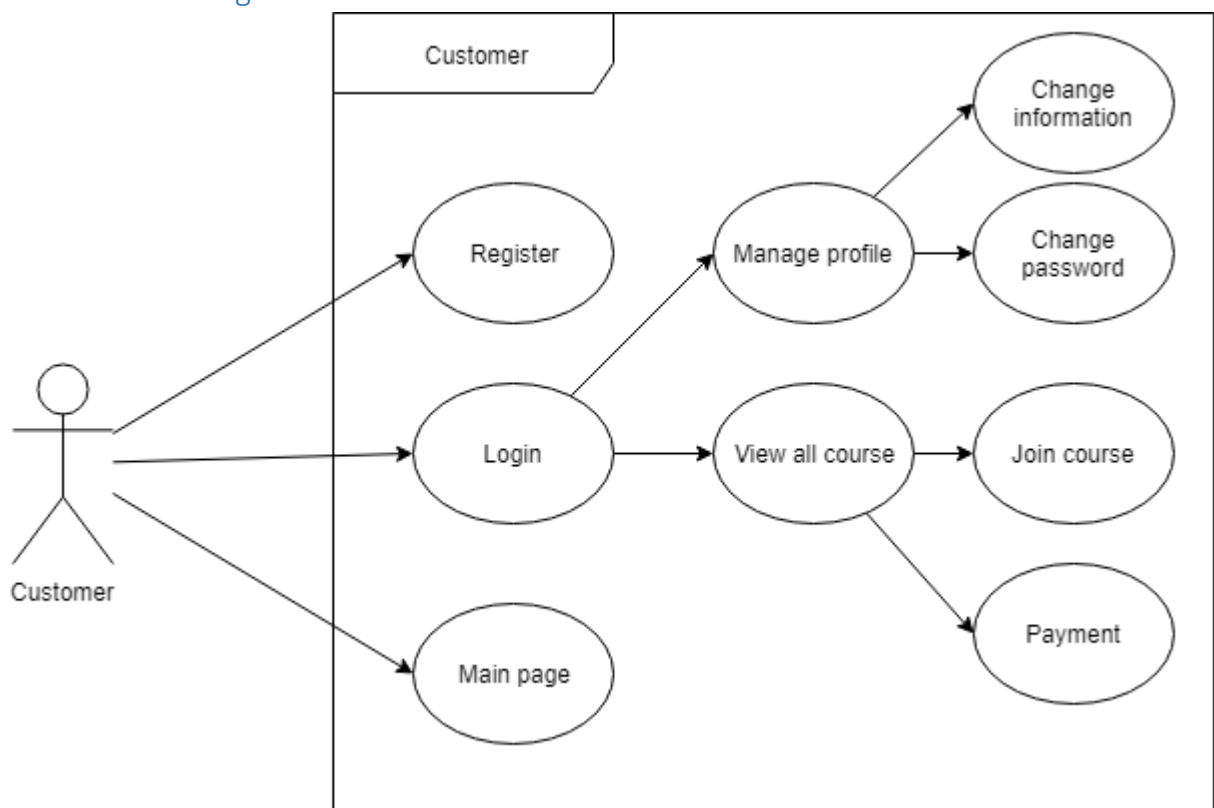 Customer
Change
information
Register
Manage profile
Change
password
Login
View all course
Join course
Customer
Payment
Main page